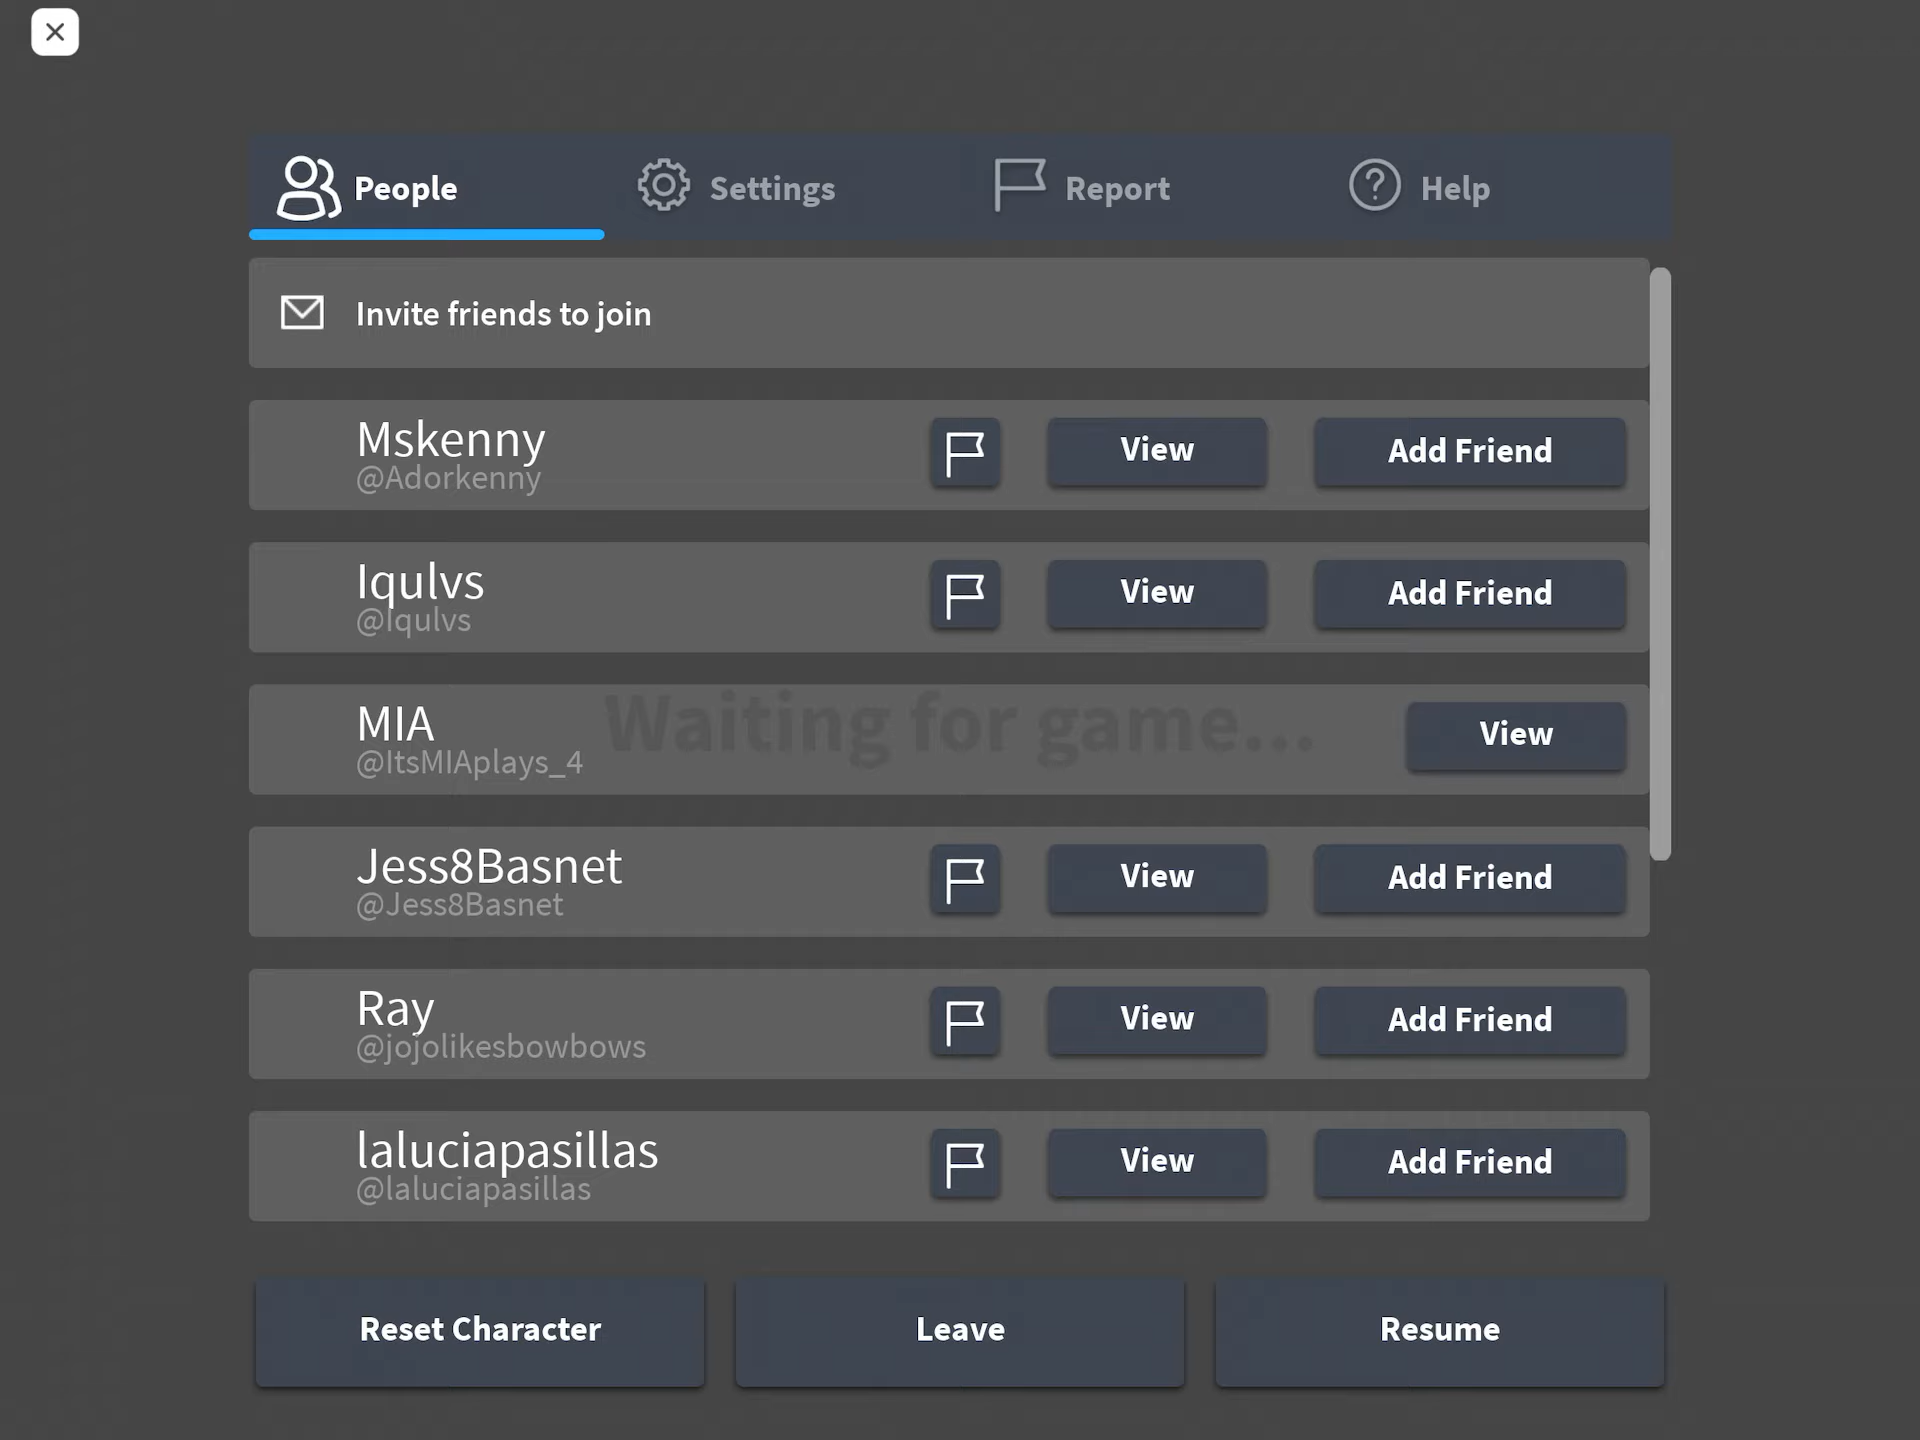 People
Settings
Report
Help
Invite friends to join
Mskenny
@Adorkenny
View
Add Friend
Iqulvs
@Iqulvs
View
Add Friend
Waiting for game...
MIA
@ItsMIAplays_4
View
Jess8Basnet
@Jess8Basnet
View
Add Friend
Ray
@jojolikesbowbows
View
Add Friend
laluciapasillas
@laluciapasillas
View
Add Friend
Reset Character
Leave
Resume